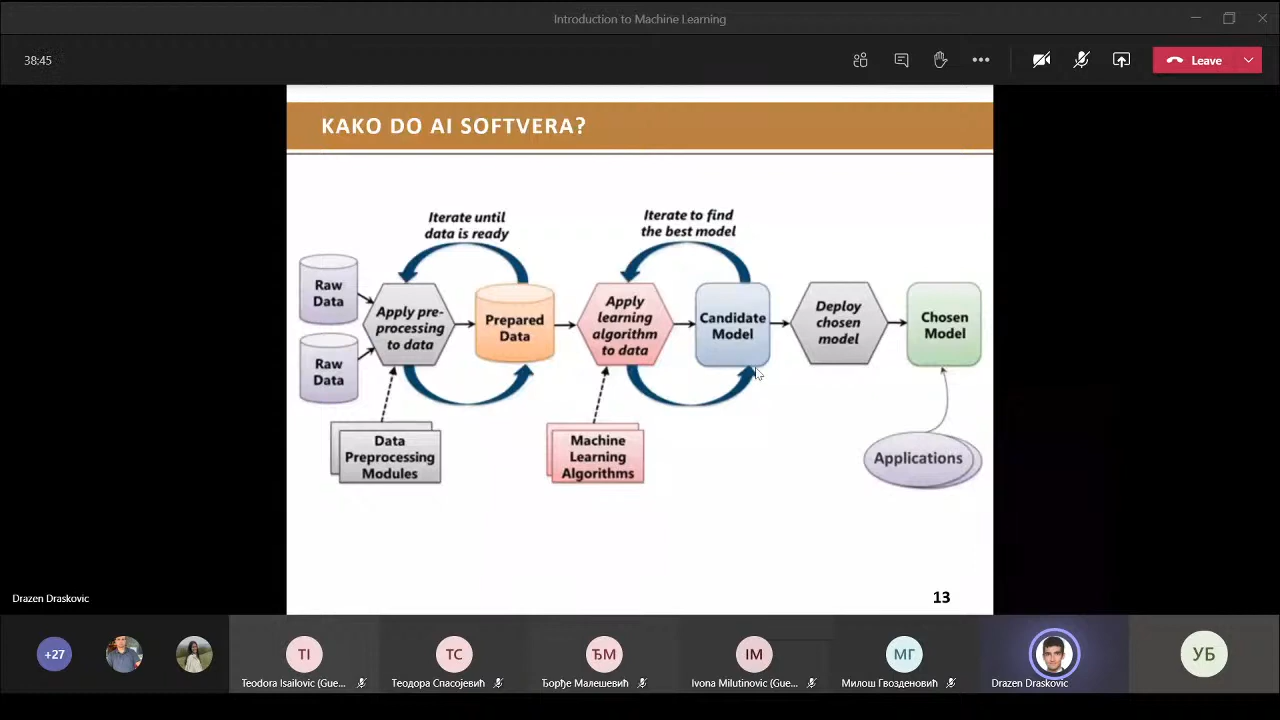 Introduction to Machine Learning
38:45
Leave
KAKO DO AI SOFTVERA?
Iterate until
data is ready
Iterate to find
the best model
Raw
Data
Raw
Data
Apply pre-
processing
to data
Prepared
Data
Apply
learning
algorithm
to data
Candidate
Model
Deploy
chosen
model
Chosen
Model
Data
Preprocessing
Modules
Machine
Learning
Algorithms
Applications
13
Drazen Draskovic
+27
TI
Teodora Isailovic (Gue...
TC
Теодора Спасојевић
ЂМ
Ђорђе Малешевић
IM
Ivona Milutinovic (Gue...
МГ
Милош Гвозденовић
Drazen Draskovic
УБ